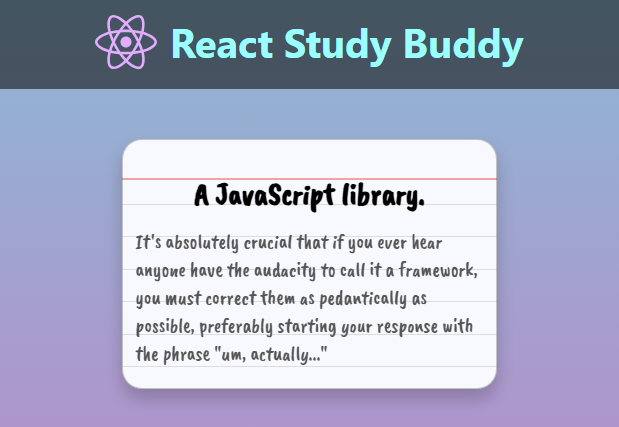 React Study Buddy
A JavaScript library.
It's absolutely crucial that if you ever hear
anyone have the audacity to call it a framework,
you must correct them as pedantically as
possible, preferably starting your response with
the phrase "um, actually..."